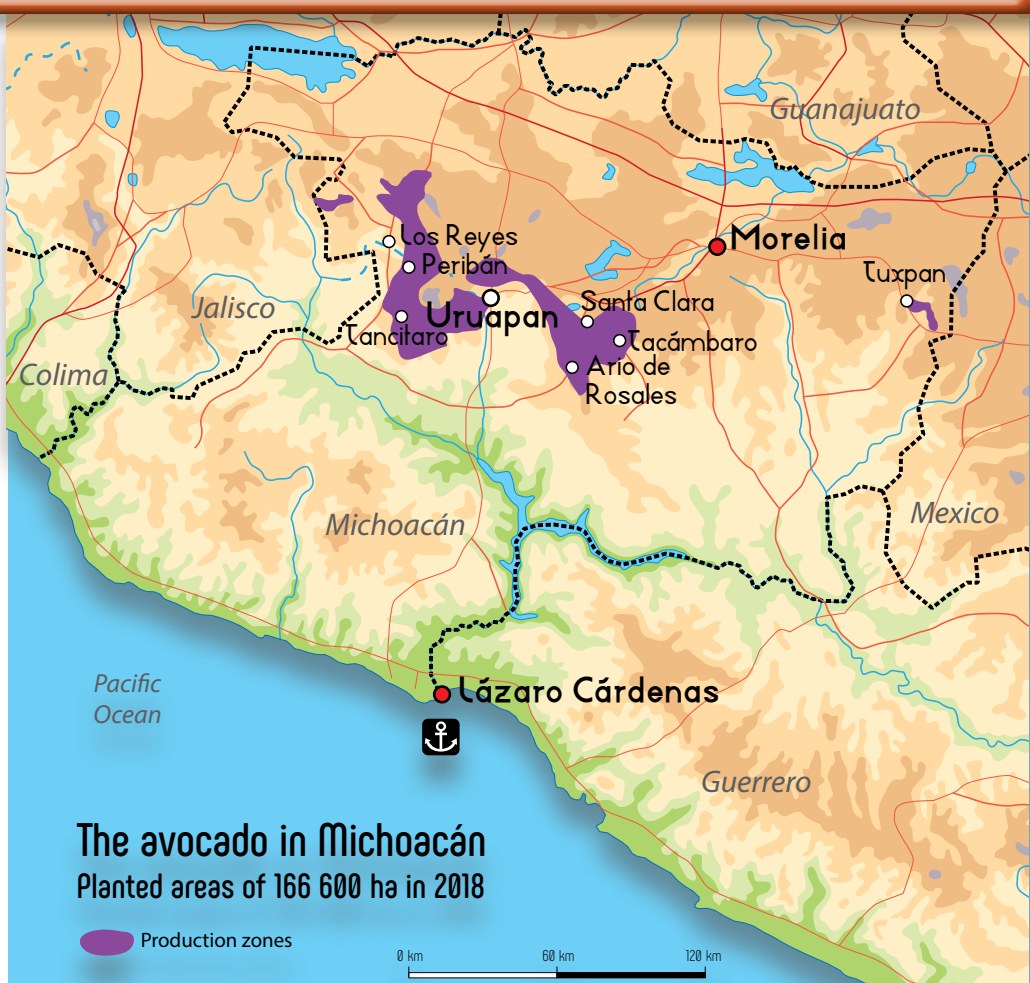 Guanajuato
Los Reyes
Morelia
Peribán
Tuxpan
Jalisco
Santa Clara
Uruapan
Tancitaro
Tacámbaro
Colima
Ario de
Rosales
Michoacán
Mexico
Pacific
Ocean
Lázaro Cárdenas
Guerrero
The avocado in Michoacán
Planted areas of 166 600 ha in 2018
Production zones
0 km 60 km 120 km